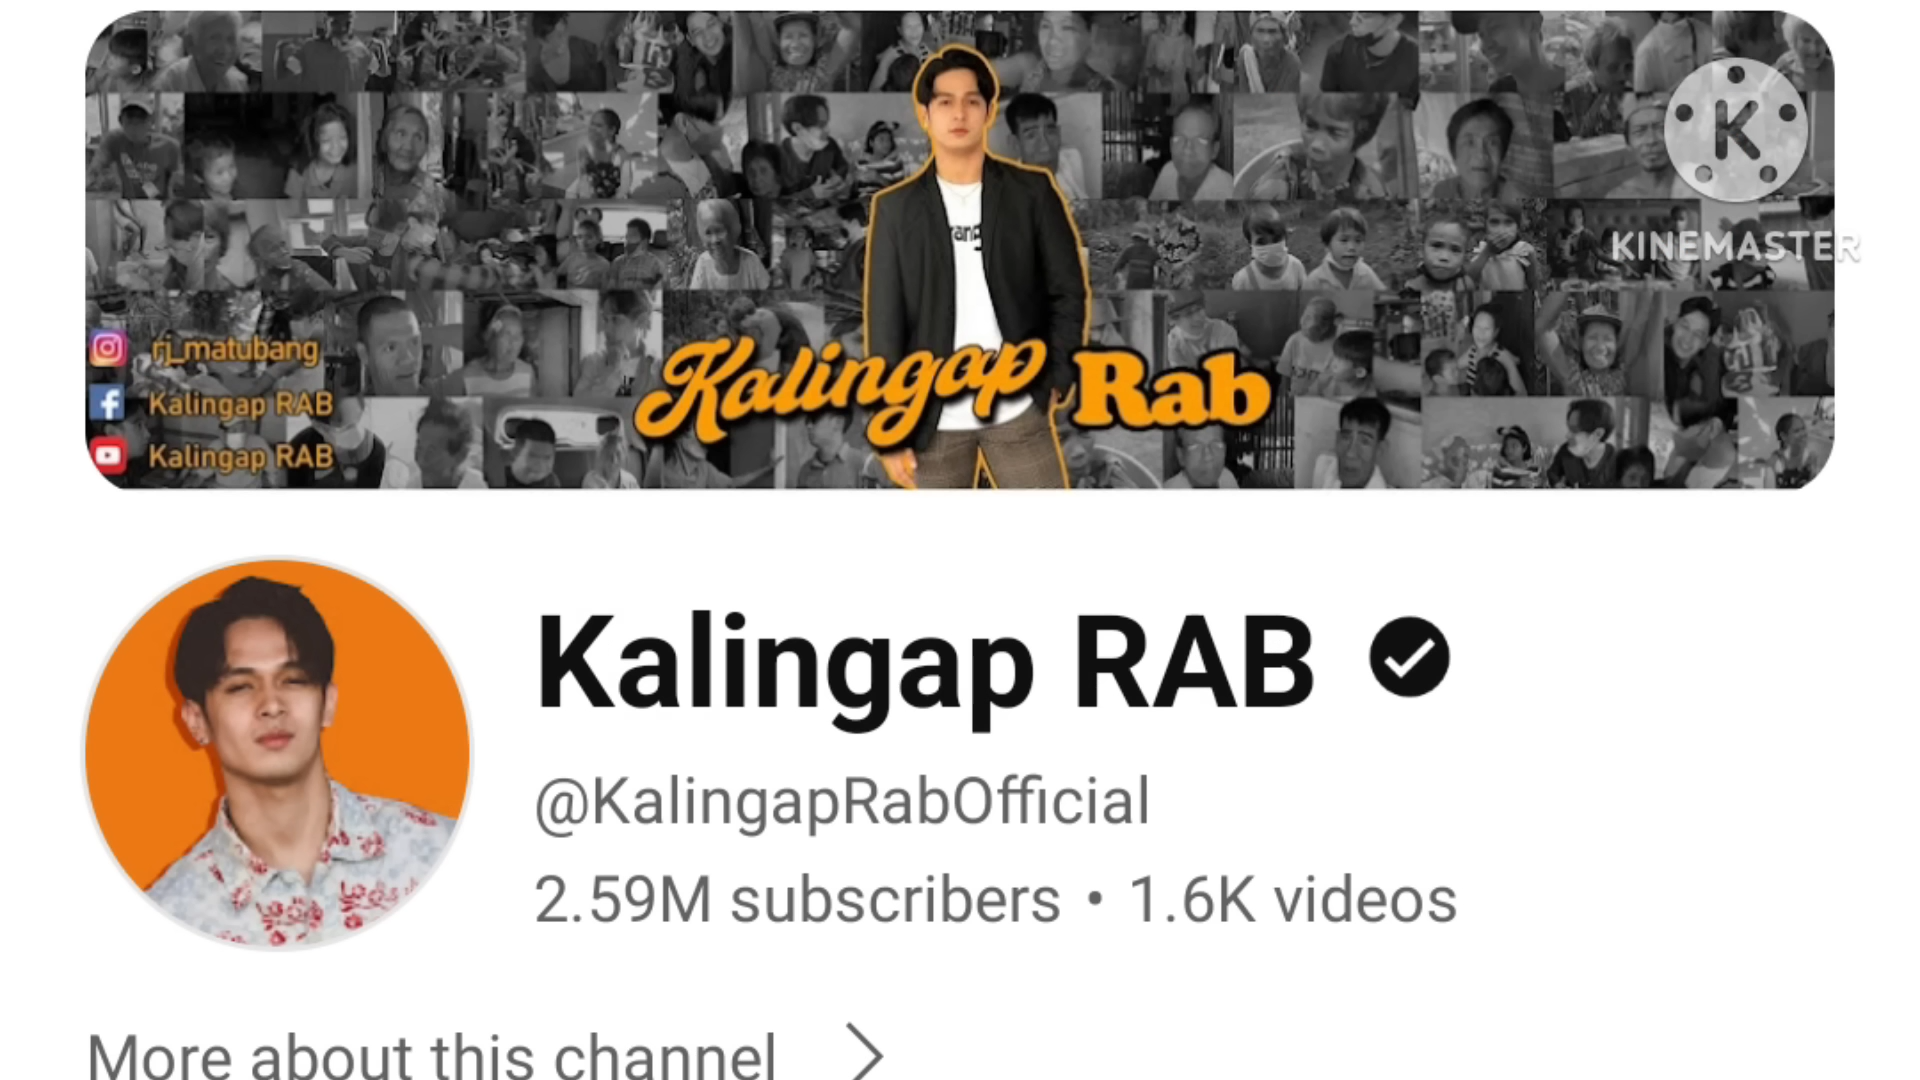 K
KINEMASTER
rang
Kalingap Rab
rj_matubang
Kalingap RAB
Kalingap RAB
Kalingap RAB
@KalingapRabOfficial
2.59M subscribers • 1.6K videos
More about this channel